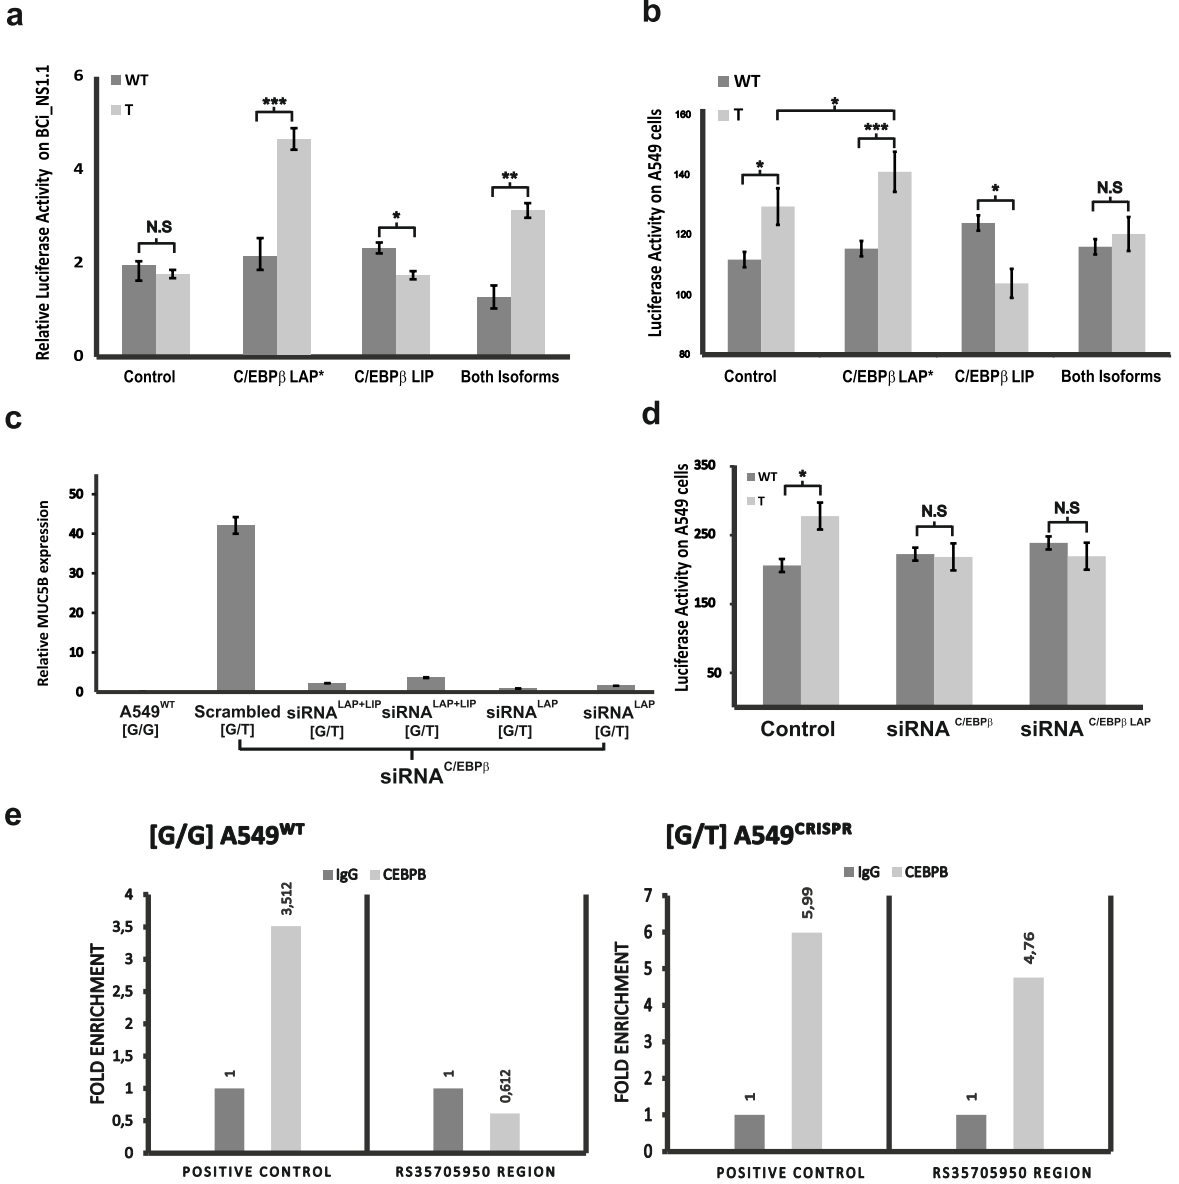 a
Relative Luciferase Activity on BCi_NS1.1
6
4
2
0
WT
T
N.S
***
*
**
Control
C/EBPβ LAP*
C/EBPβ LIP
Both Isoforms
b
Luciferase Activity on A549 cells
160
140
120
100
80
WT
T
*
*
***
*
N.S
Control
C/EBPβ LAP*
C/EBPβ LIP
Both Isoforms
c
Relative MUC5B expression
50
40
30
20
10
0
A549WT
[G/G]
Scrambled
[G/T]
siRNALAP+LIP
[G/T]
siRNALAP+LIP
[G/T]
siRNALAP
[G/T]
siRNALAP
[G/T]
siRNAC/EBPβ
d
Luciferase Activity on A549 cells
350
250
150
50
WT
T
*
N.S
N.S
Control
siRNA C/EBPβ
siRNA C/EBPβ LAP
e
[G/G] A549WT
IgG CEBPB
FOLD ENRICHMENT
4
3,5
3
2,5
2
1,5
1
0,5
0
1
3,512
1
0,612
POSITIVE CONTROL
RS35705950 REGION
[G/T] A549CRISPR
IgG CEBPB
FOLD ENRICHMENT
7
6
5
4
3
2
1
0
1
5,99
1
4,76
POSITIVE CONTROL
RS35705950 REGION